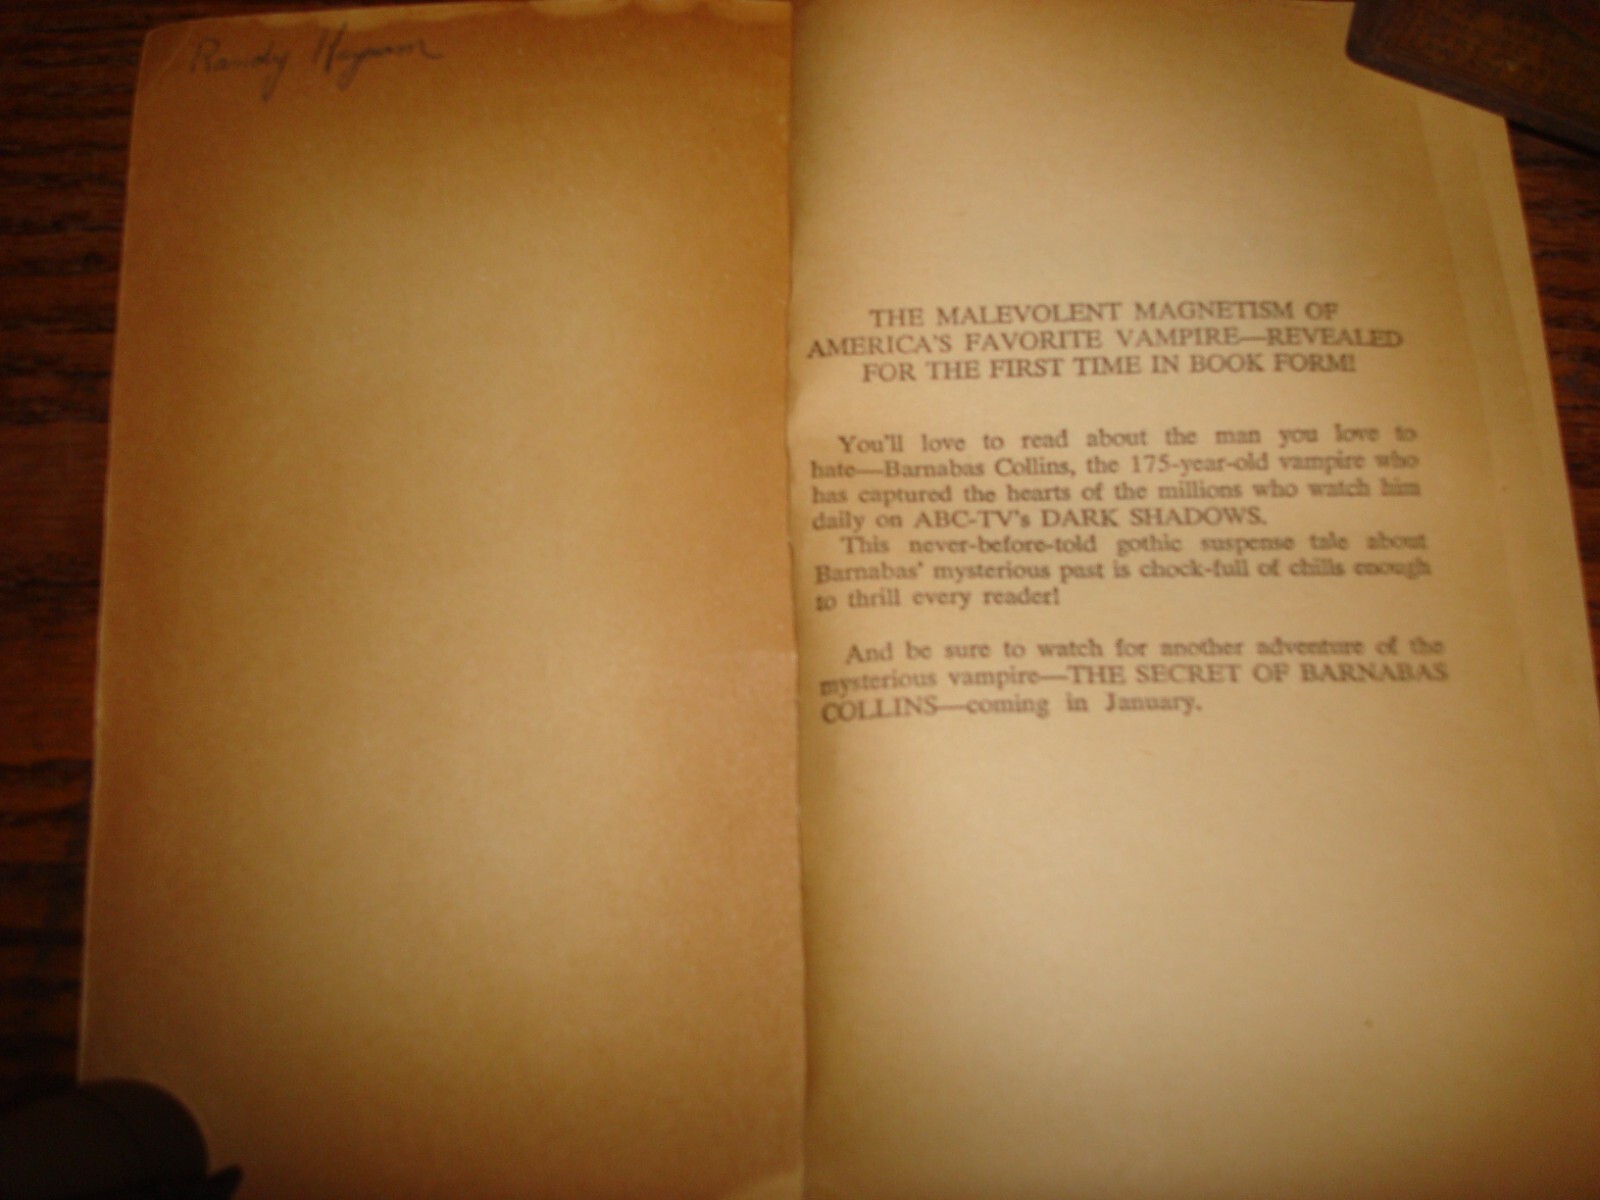 Randy
THE MALEVOLENT MAGNETISM OF
AMERICA'S FAVORITE VAMPIRE—REVEALED
FOR THE FIRST TIME IN BOOK FORM!
You'll love to read about the man you love to
hate—Barnabas Collins, the 175-year-old vampire who
has captured the hearts of the millions who watch him
daily on ABC-TV's DARK SHADOWS.
This never-before-told gothic suspense tale about
Barnabas' mysterious past is chock-full of chills enough
to thrill every reader!
And be sure to watch for another adventure of the
mysterious vampire—THE SECRET OF BARNABAS
COLLINS—coming in January.